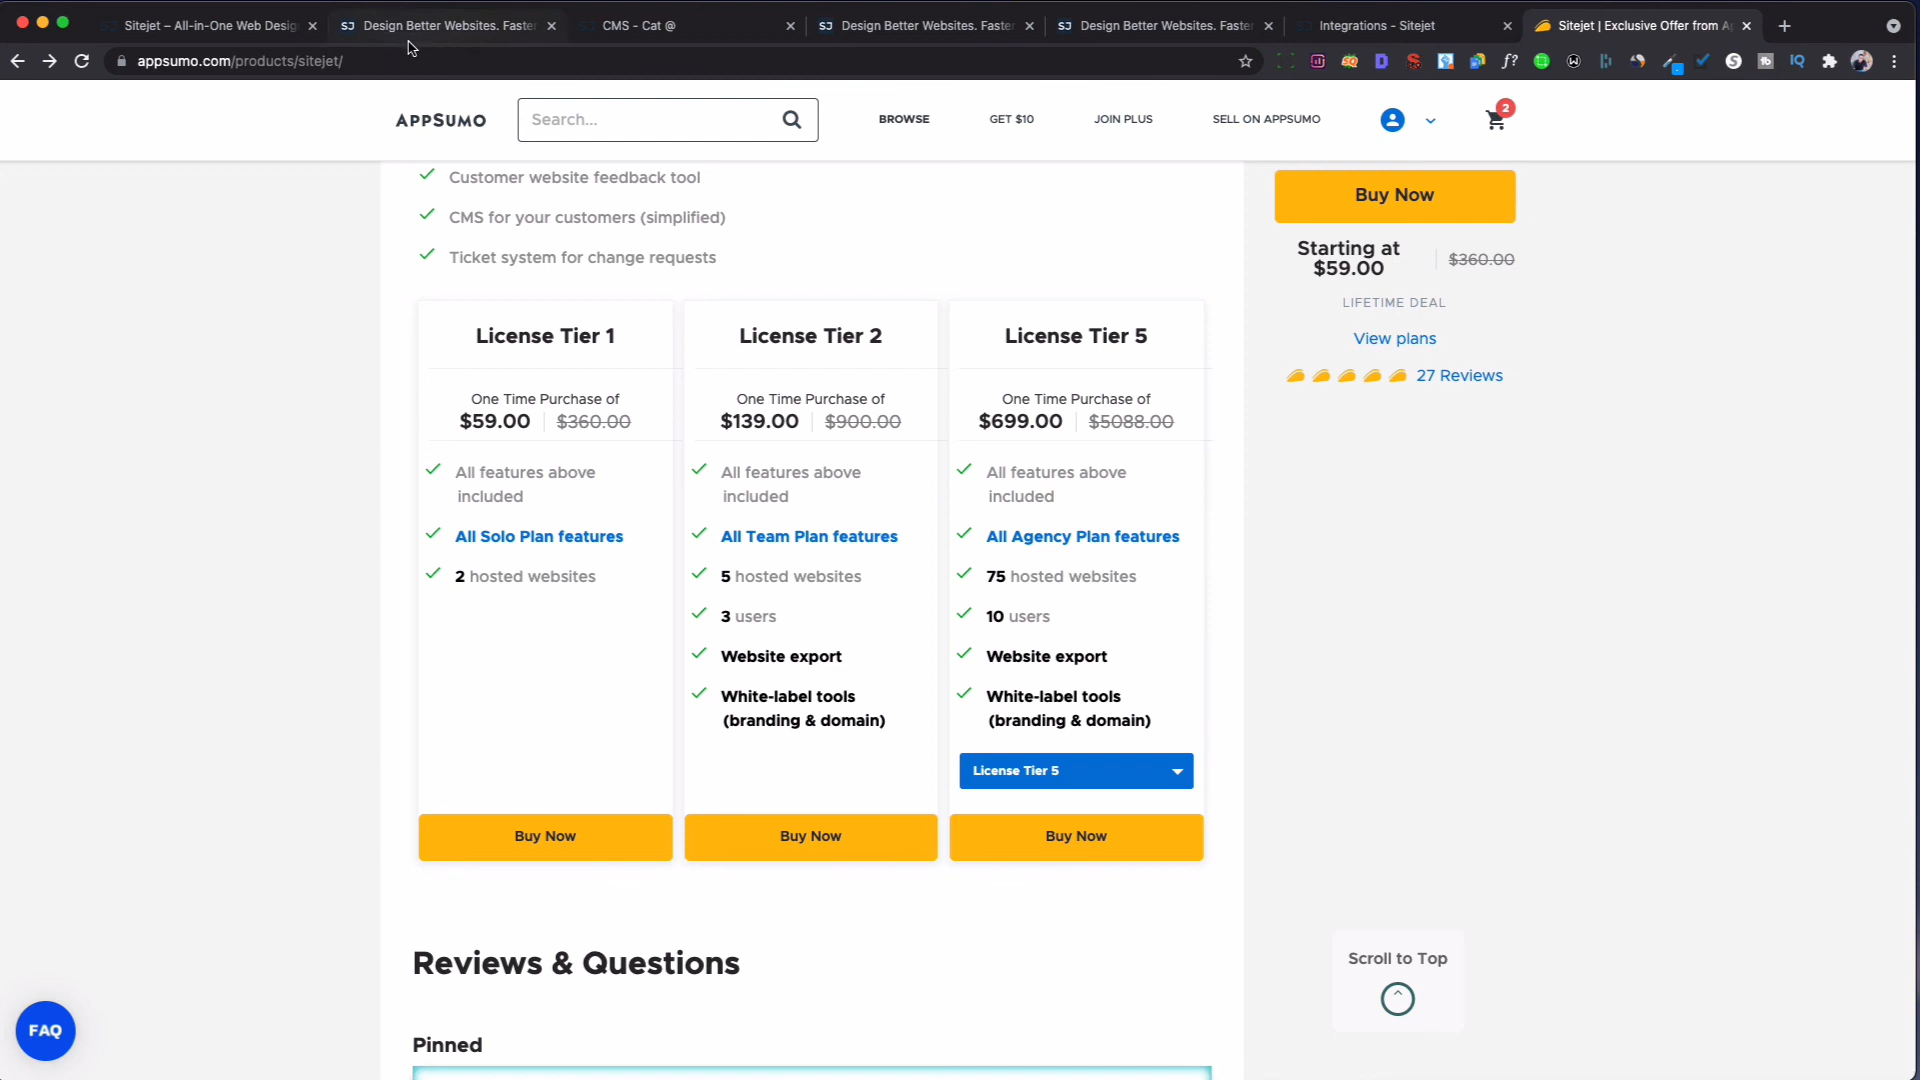 Sitejet – All-in-One Web Desig
SJ Design Better Websites. Faster
CMS - Cat @
SJ Design Better Websites. Faster
SJ Design Better Websites. Faster
Integrations - Sitejet
Sitejet | Exclusive Offer from A
appsumo.com/products/sitejet/
APPSUMO
Search...
BROWSE
GET $10
JOIN PLUS
SELL ON APPSUMO
2
Customer website feedback tool
CMS for your customers (simplified)
Ticket system for change requests
Buy Now
Starting at
$59.00
$360.00
LIFETIME DEAL
View plans
27 Reviews
License Tier 1
One Time Purchase of
$59.00 $360.00
All features above
included
All Solo Plan features
2 hosted websites
Buy Now
License Tier 2
One Time Purchase of
$139.00 $900.00
All features above
included
All Team Plan features
5 hosted websites
3 users
Website export
White-label tools
(branding & domain)
Buy Now
License Tier 5
One Time Purchase of
$699.00 $5088.00
All features above
included
All Agency Plan features
75 hosted websites
10 users
Website export
White-label tools
(branding & domain)
License Tier 5
Buy Now
Reviews & Questions
Scroll to Top
FAQ
Pinned